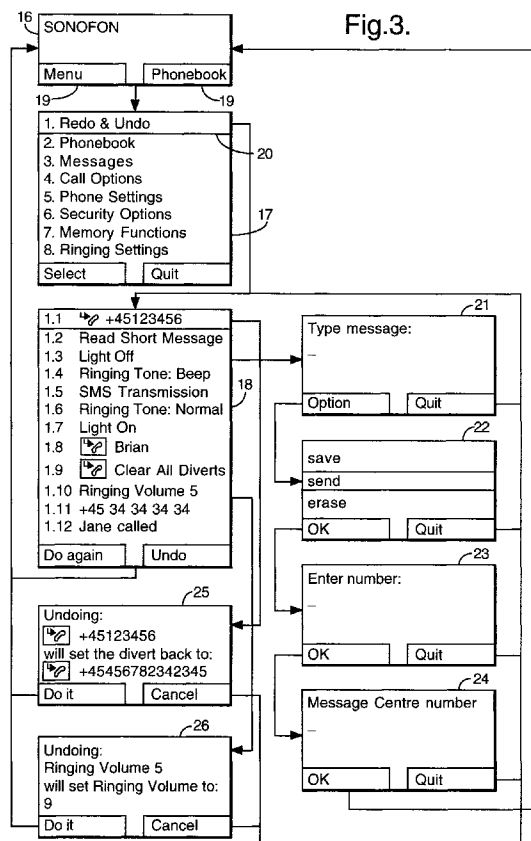 Fig.3.
16
SONOFON
Menu
Phonebook
19
19
1. Redo & Undo
20
2. Phonebook
3. Messages
4. Call Options
5. Phone Settings
6. Security Options
7. Memory Functions
8. Ringing Settings
17
Select
Quit
1.1 +45123456
1.2 Read Short Message
1.3 Light Off
1.4 Ringing Tone: Beep
1.5 SMS Transmission
1.6 Ringing Tone: Normal
1.7 Light On
1.8 Brian
1.9 Clear All Diverts
1.10 Ringing Volume 5
1.11 +45 34 34 34 34
1.12 Jane called
18
Do again
Undo
21
Type message:
Option
Quit
22
save
send
erase
OK
Quit
23
Enter number:
OK
Quit
24
Message Centre number
OK
Quit
25
Undoing:
+45123456
will set the divert back to:
+45456782342345
Do it
Cancel
26
Undoing:
Ringing Volume 5
will set Ringing Volume to:
9
Do it
Cancel